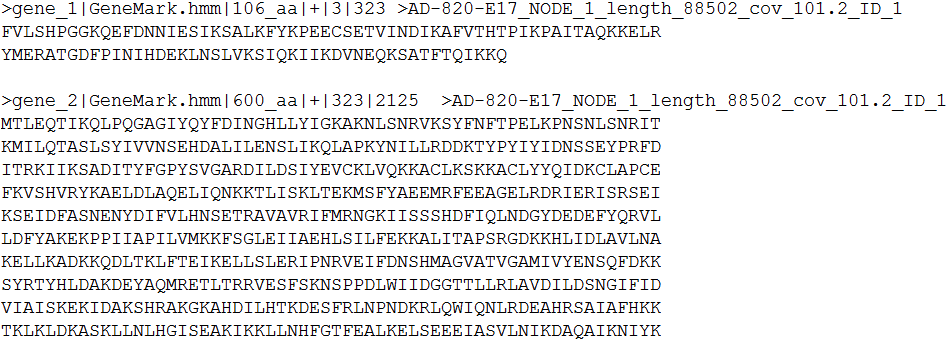 >gene_1|GeneMark.hmm|106_aa|+|3|323 >AD-820-E17_NODE_1_length_88502_cov_101.2_ID_1
FVLSHPGGKQEFDNNIESIKSALKFYKPEECSETVINDIKAFVTHTPIKPAITAQKKELR
YMERATGDFPINIHDEKLNSLVKSIQKIIKDVNEQKSATFTQIKKQ
>gene_2|GeneMark.hmm|600_aa|+|323|2125 >AD-820-E17_NODE_1_length_88502_cov_101.2_ID_1
MTLEQTIKQLPQGAGIYQYFDINGHLLYIGKAKNLSNRVKSYFNFTPELKPNSNLSNRIT
KMILQTASLSYIVVNSEHDALILENSLIKQLAPKYNILLRDDKTYPYIYIDNSSEYPRFD
ITRKIIKSADITYFGPYSVGARDILDSIYEVCKLVQKKACLKSKKACLYYQIDKCLAPCE
FKVSHVRYKAELDLAQELIQNKKTLISKLTEKMSFYAEEMRFEEAGELRDRIERISRSEI
KSEIDFASNENYDIFVLHNSETRAVAVRIFMRNGKIISSSHDFIQLNDGYDEDEFYQRVL
LDFYAKEKPPIIAPILVMKKFSGLEIIAEHLSILFEKKALITAPSRGDKKHLIDLAVLNA
KELLKADKKQDLTKLFTEIKELLSLERIPNRVEIFDNSHMAGVATVGAMIVYENSQFDKK
SYRTYHLDAKDEYAQMRETLTRRVESFSKNSPPDLWIIDGGTTLLRLAVDILDSNGIFID
VIAISKEKIDAKSHRAKGKAHDILHTKDESFRLNPNDKRLQWIQNLRDEAHRSAIAFHKK
TKLKLDKASKLLNLHGISEAKIKKLLNHFGTFEALKELSEEEIASVLNIKDAQAIKNIYK